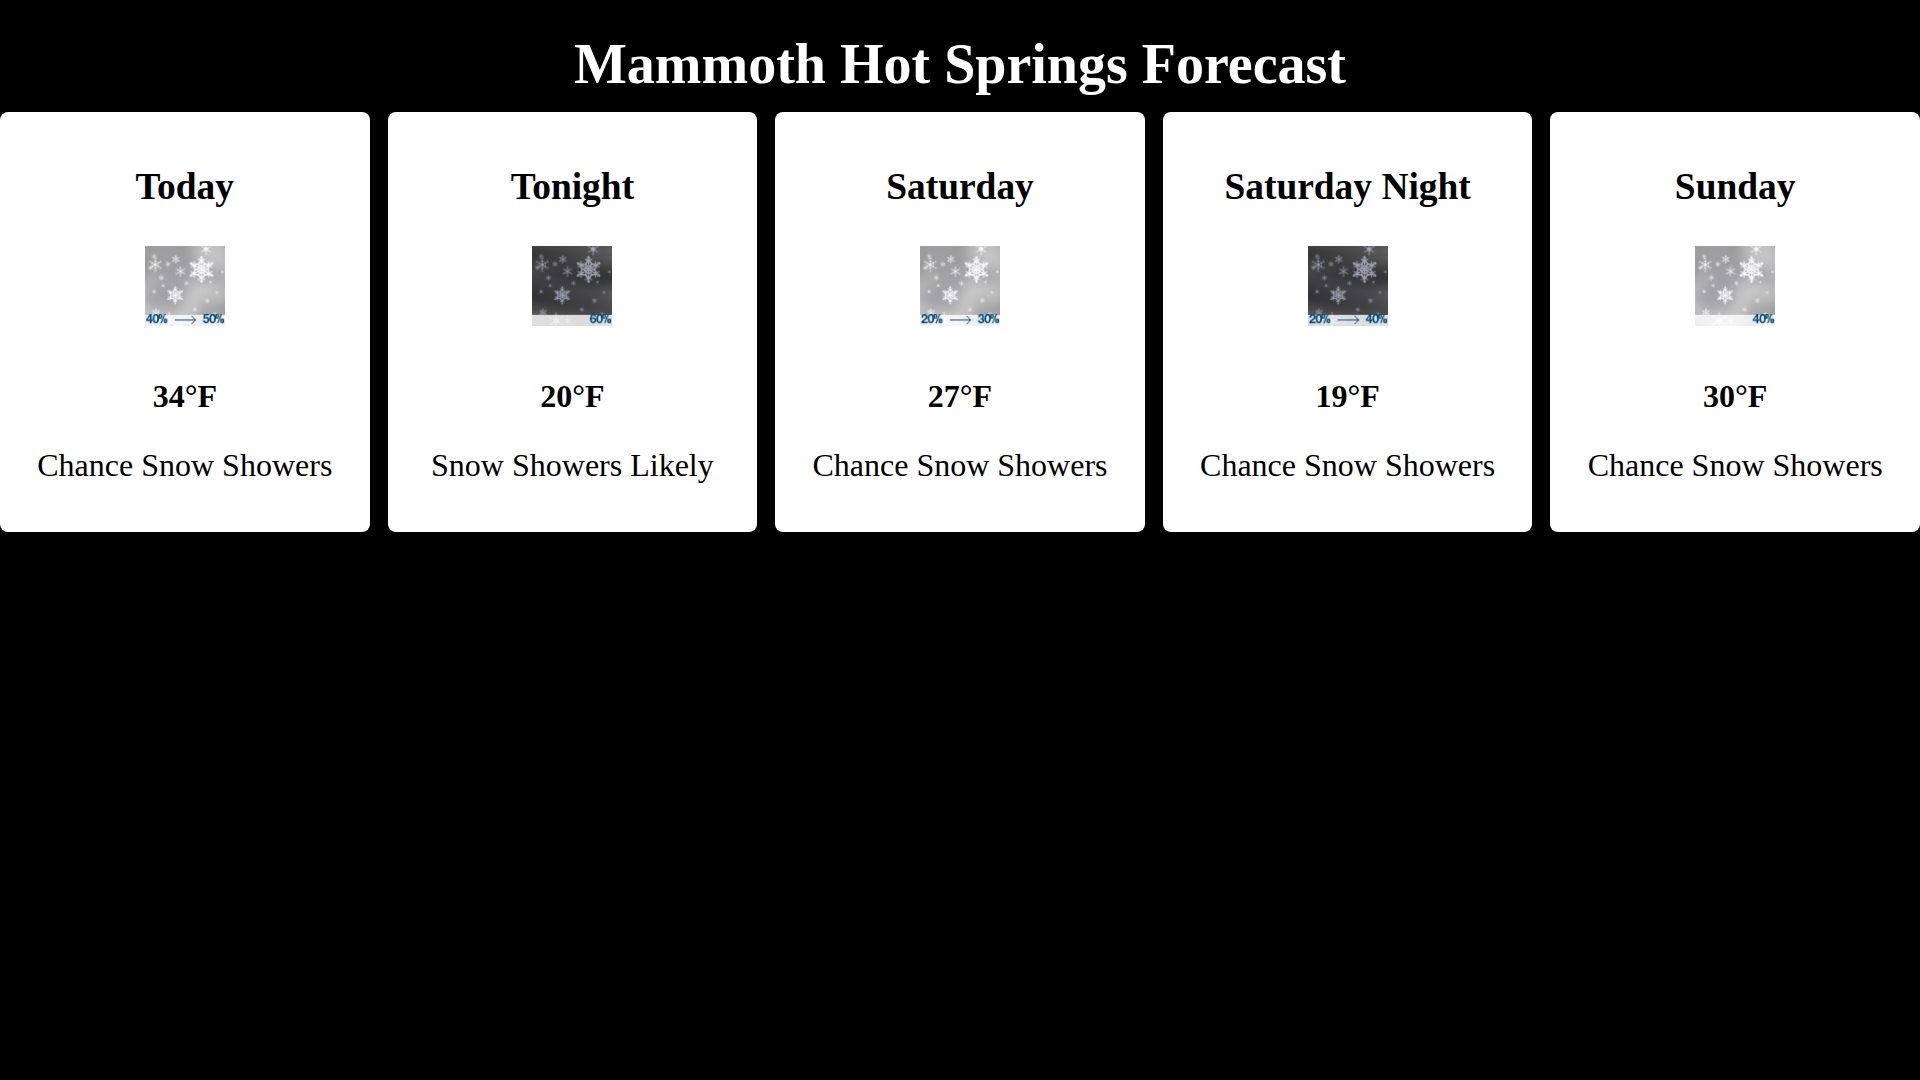 Mammoth Hot Springs Forecast
Today
40% → 50%
34°F
Chance Snow Showers
Tonight
60%
20°F
Snow Showers Likely
Saturday
20% → 30%
27°F
Chance Snow Showers
Saturday Night
20% → 40%
19°F
Chance Snow Showers
Sunday
40%
30°F
Chance Snow Showers